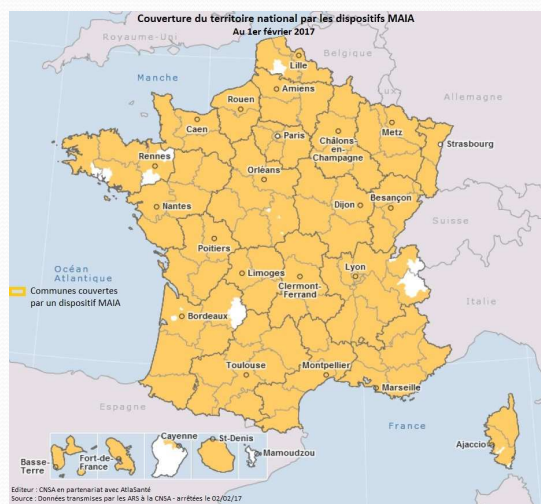 Couverture du territoire national par les dispositifs MAIA
Au 1er février 2017
Royaume-Uni
Belgique
Lux
Allemagne
Manche
Lille
Amiens
Rouen
Caen
Paris
Châlons-
en-
Champagne
Metz
Strasbourg
Rennes
Orléans
Nantes
Dijon
Besançon
Suisse
Poitiers
Océan
Atlantique
Limoges
Clermont-
Ferrand
Lyon
Communes couvertes
par un dispositif MAIA
Italie
Bordeaux
Toulouse
Montpellier
Marseille
Espagne
France
Ajaccio
Basse-
Terre
Fort-de-
France
Cayenne
St-Denis
Mamoudzou
Editeur : CNSA en partenariat avec AtlaSanté
Source : Données transmises par les ARS à la CNSA - arrêtées le 02/02/17